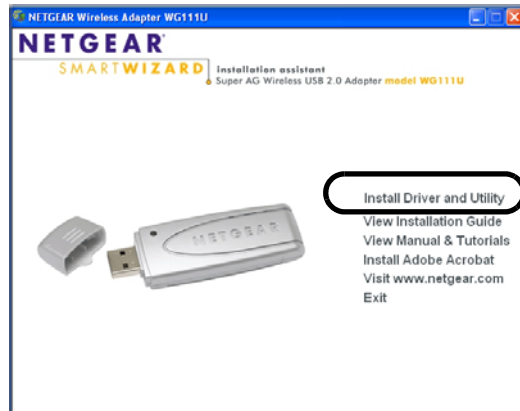 NETGEAR Wireless Adapter WG111U
NETGEAR
SMARTWIZARD
Installation assistant
Super AG Wireless USB 2.0 Adapter model WG111U
NETGEAR
Install Driver and Utility
View Installation Guide
View Manual & Tutorials
Install Adobe Acrobat
Visit www.netgear.com
Exit